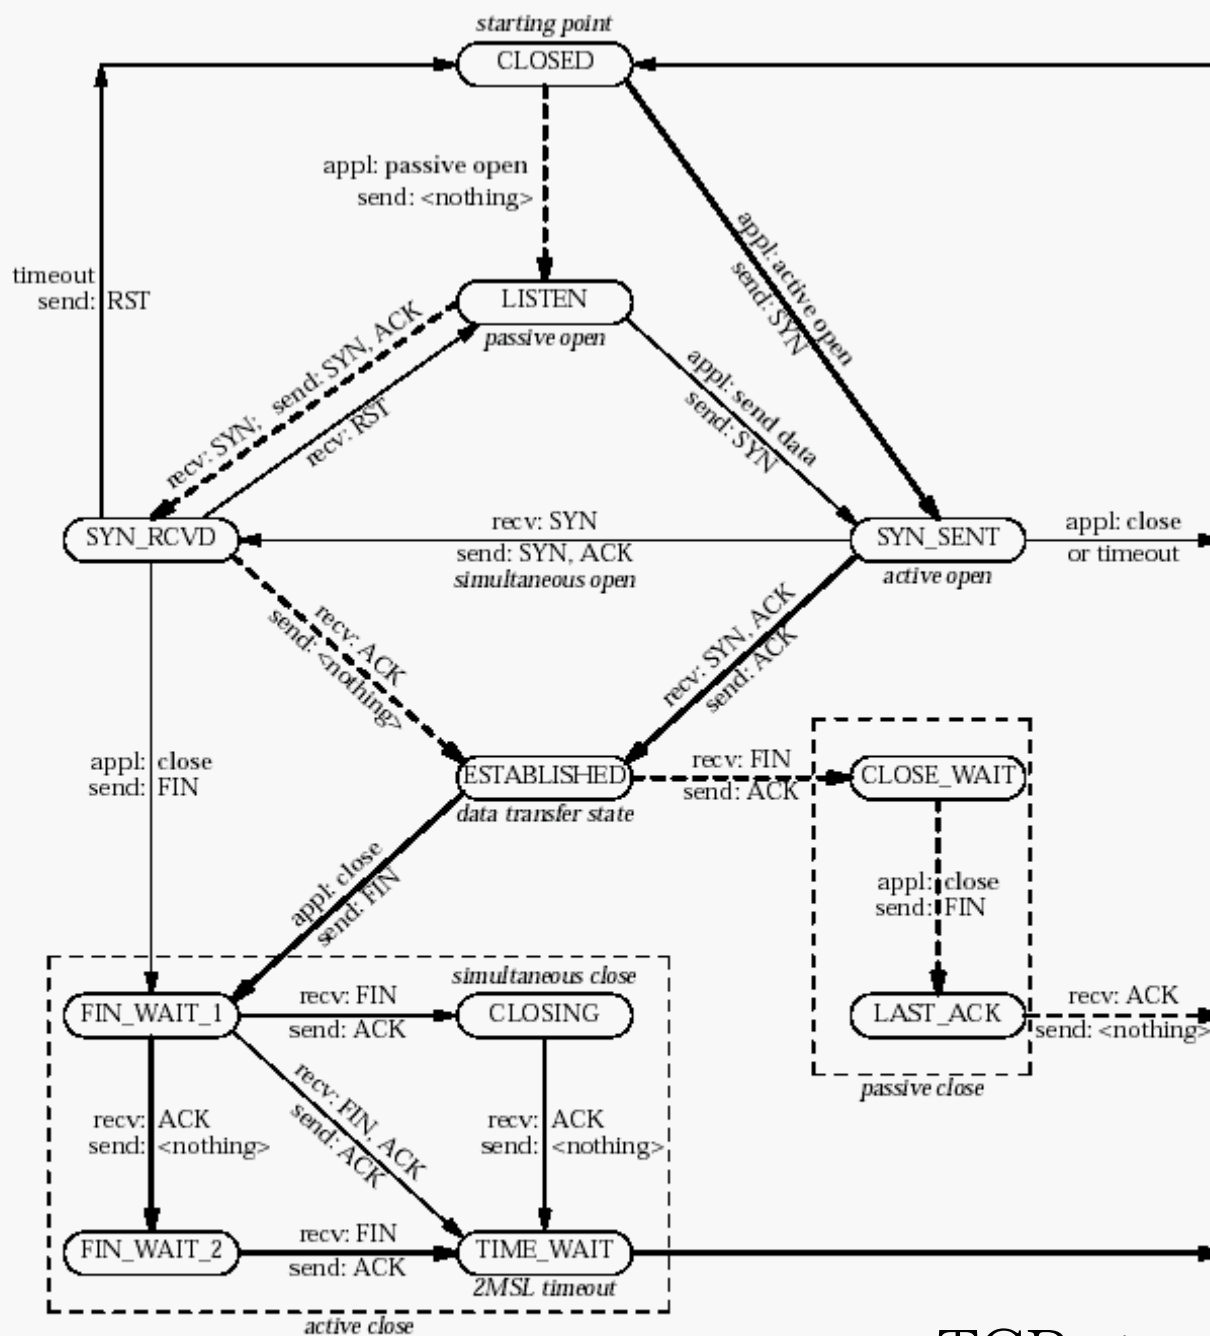 starting point
CLOSED
appl: passive open
send: <nothing>
appl: active open
send: SYN
timeout
send: RST
LISTEN
passive open
recv: SYN; send: SYN, ACK
recv: RST
appl: send data
send: SYN
SYN_RCVD
recv: SYN
send: SYN, ACK
simultaneous open
SYN_SENT
active open
appl: close
or timeout
recv: ACK
send: <nothing>
recv: SYN, ACK
send: ACK
appl: close
send: FIN
ESTABLISHED
data transfer state
recv: FIN
send: ACK
CLOSE_WAIT
appl: close
send: FIN
appl: close
send: FIN
simultaneous close
FIN_WAIT_1
recv: FIN
send: ACK
CLOSING
LAST_ACK
recv: ACK
send: <nothing>
passive close
recv: ACK
send: <nothing>
recv: FIN, ACK
send: ACK
recv: ACK
send: <nothing>
FIN_WAIT_2
recv: FIN
send: ACK
TIME_WAIT
2MSL timeout
active close